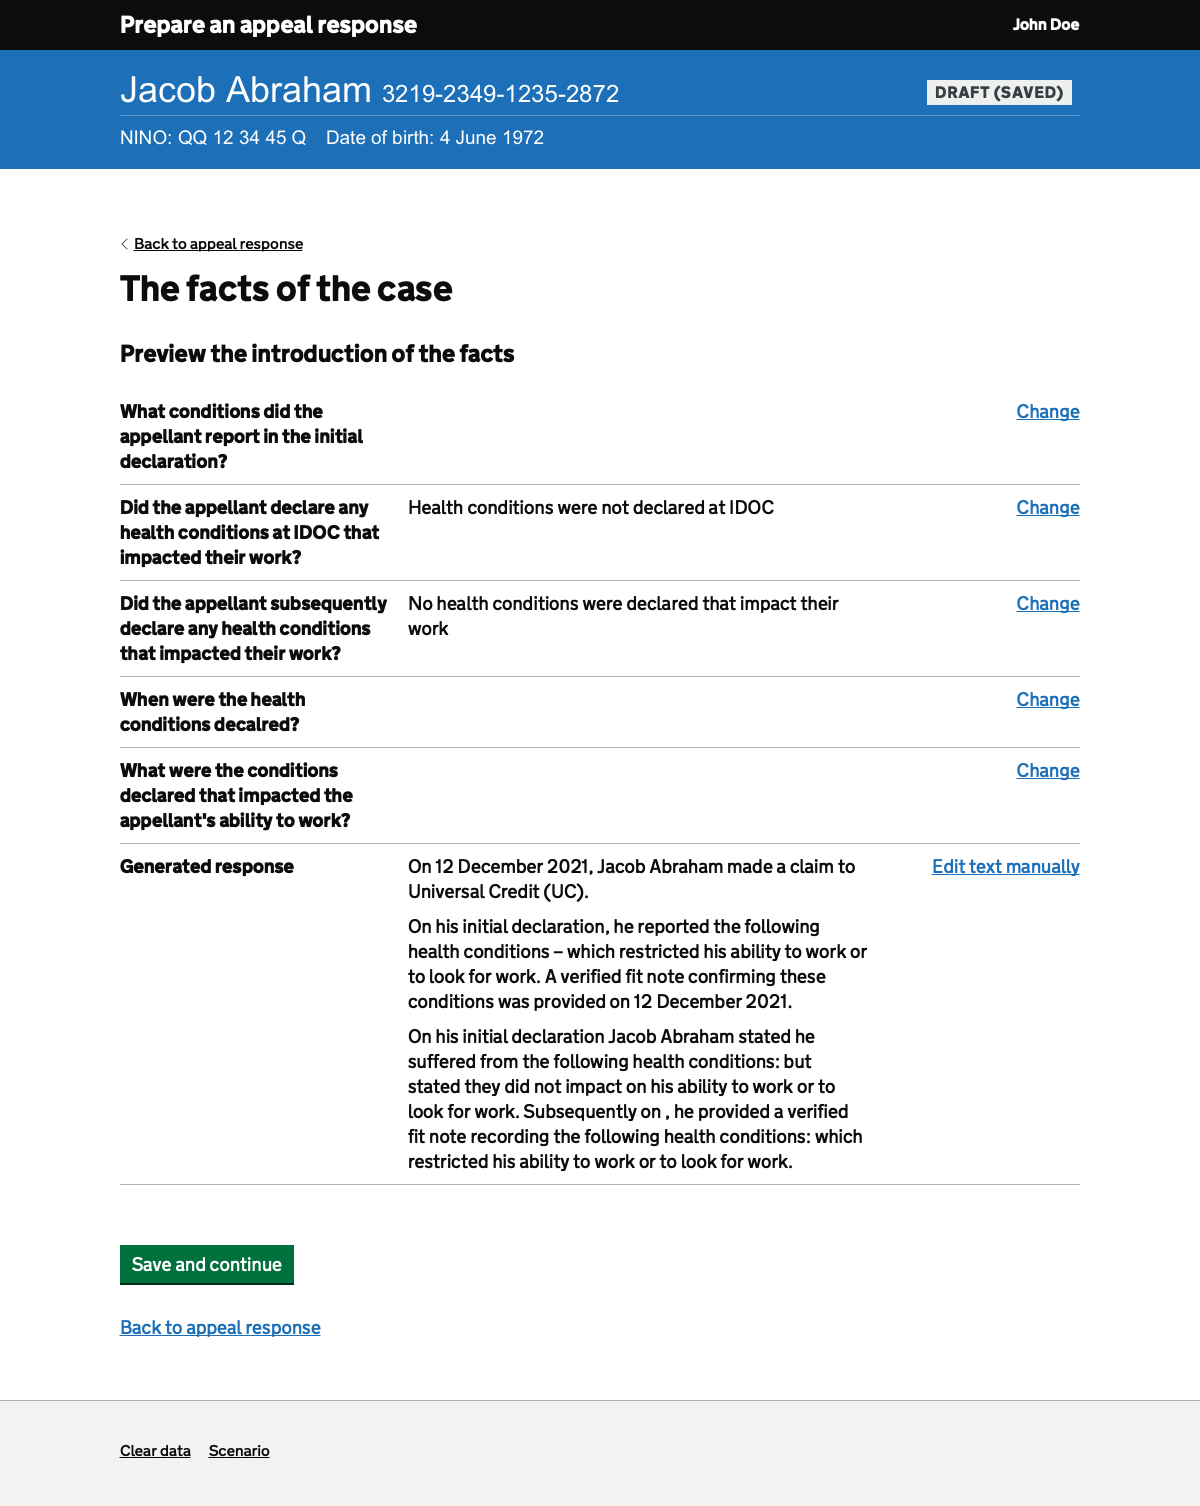 Prepare an appeal response
John Doe
Jacob Abraham 3219-2349-1235-2872
DRAFT (SAVED)
NINO: QQ 12 34 45 Q Date of birth: 4 June 1972
Back to appeal response
The facts of the case
Preview the introduction of the facts
What conditions did the
appellant report in the initial
declaration?
Change
Did the appellant declare any
health conditions at IDOC that
impacted their work?
Health conditions were not declared at IDOC
Change
Did the appellant subsequently
declare any health conditions
that impacted their work?
No health conditions were declared that impact their
work
Change
When were the health
conditions decalred?
Change
What were the conditions
declared that impacted the
appellant's ability to work?
Change
Generated response
On 12 December 2021, Jacob Abraham made a claim to
Universal Credit (UC).
On his initial declaration, he reported the following
health conditions – which restricted his ability to work or
to look for work. A verified fit note confirming these
conditions was provided on 12 December 2021.
On his initial declaration Jacob Abraham stated he
suffered from the following health conditions: but
stated they did not impact on his ability to work or to
look for work. Subsequently on , he provided a verified
fit note recording the following health conditions: which
restricted his ability to work or to look for work.
Edit text manually
Save and continue
Back to appeal response
Clear data Scenario